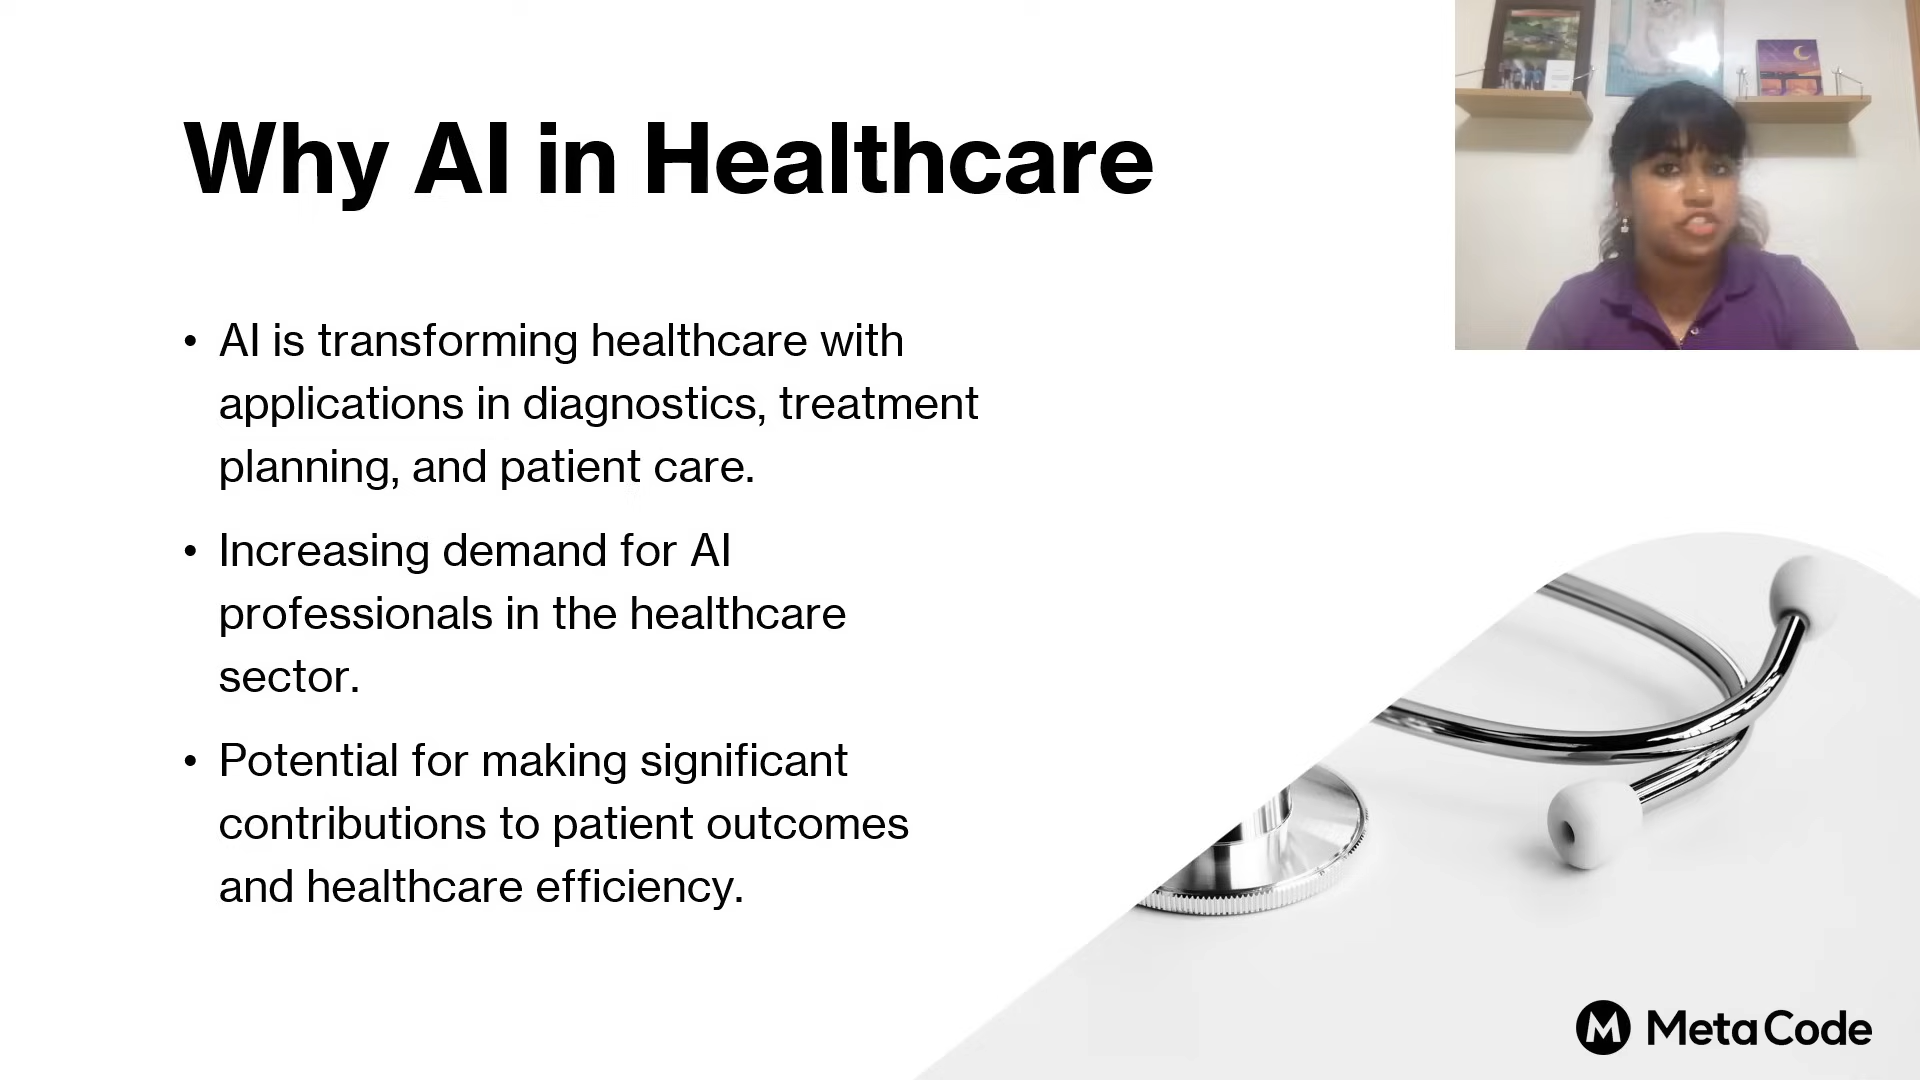 Why AI in Healthcare
• AI is transforming healthcare with
applications in diagnostics, treatment
planning, and patient care.
• Increasing demand for AI
professionals in the healthcare
sector.
• Potential for making significant
contributions to patient outcomes
and healthcare efficiency.
M MetaCode